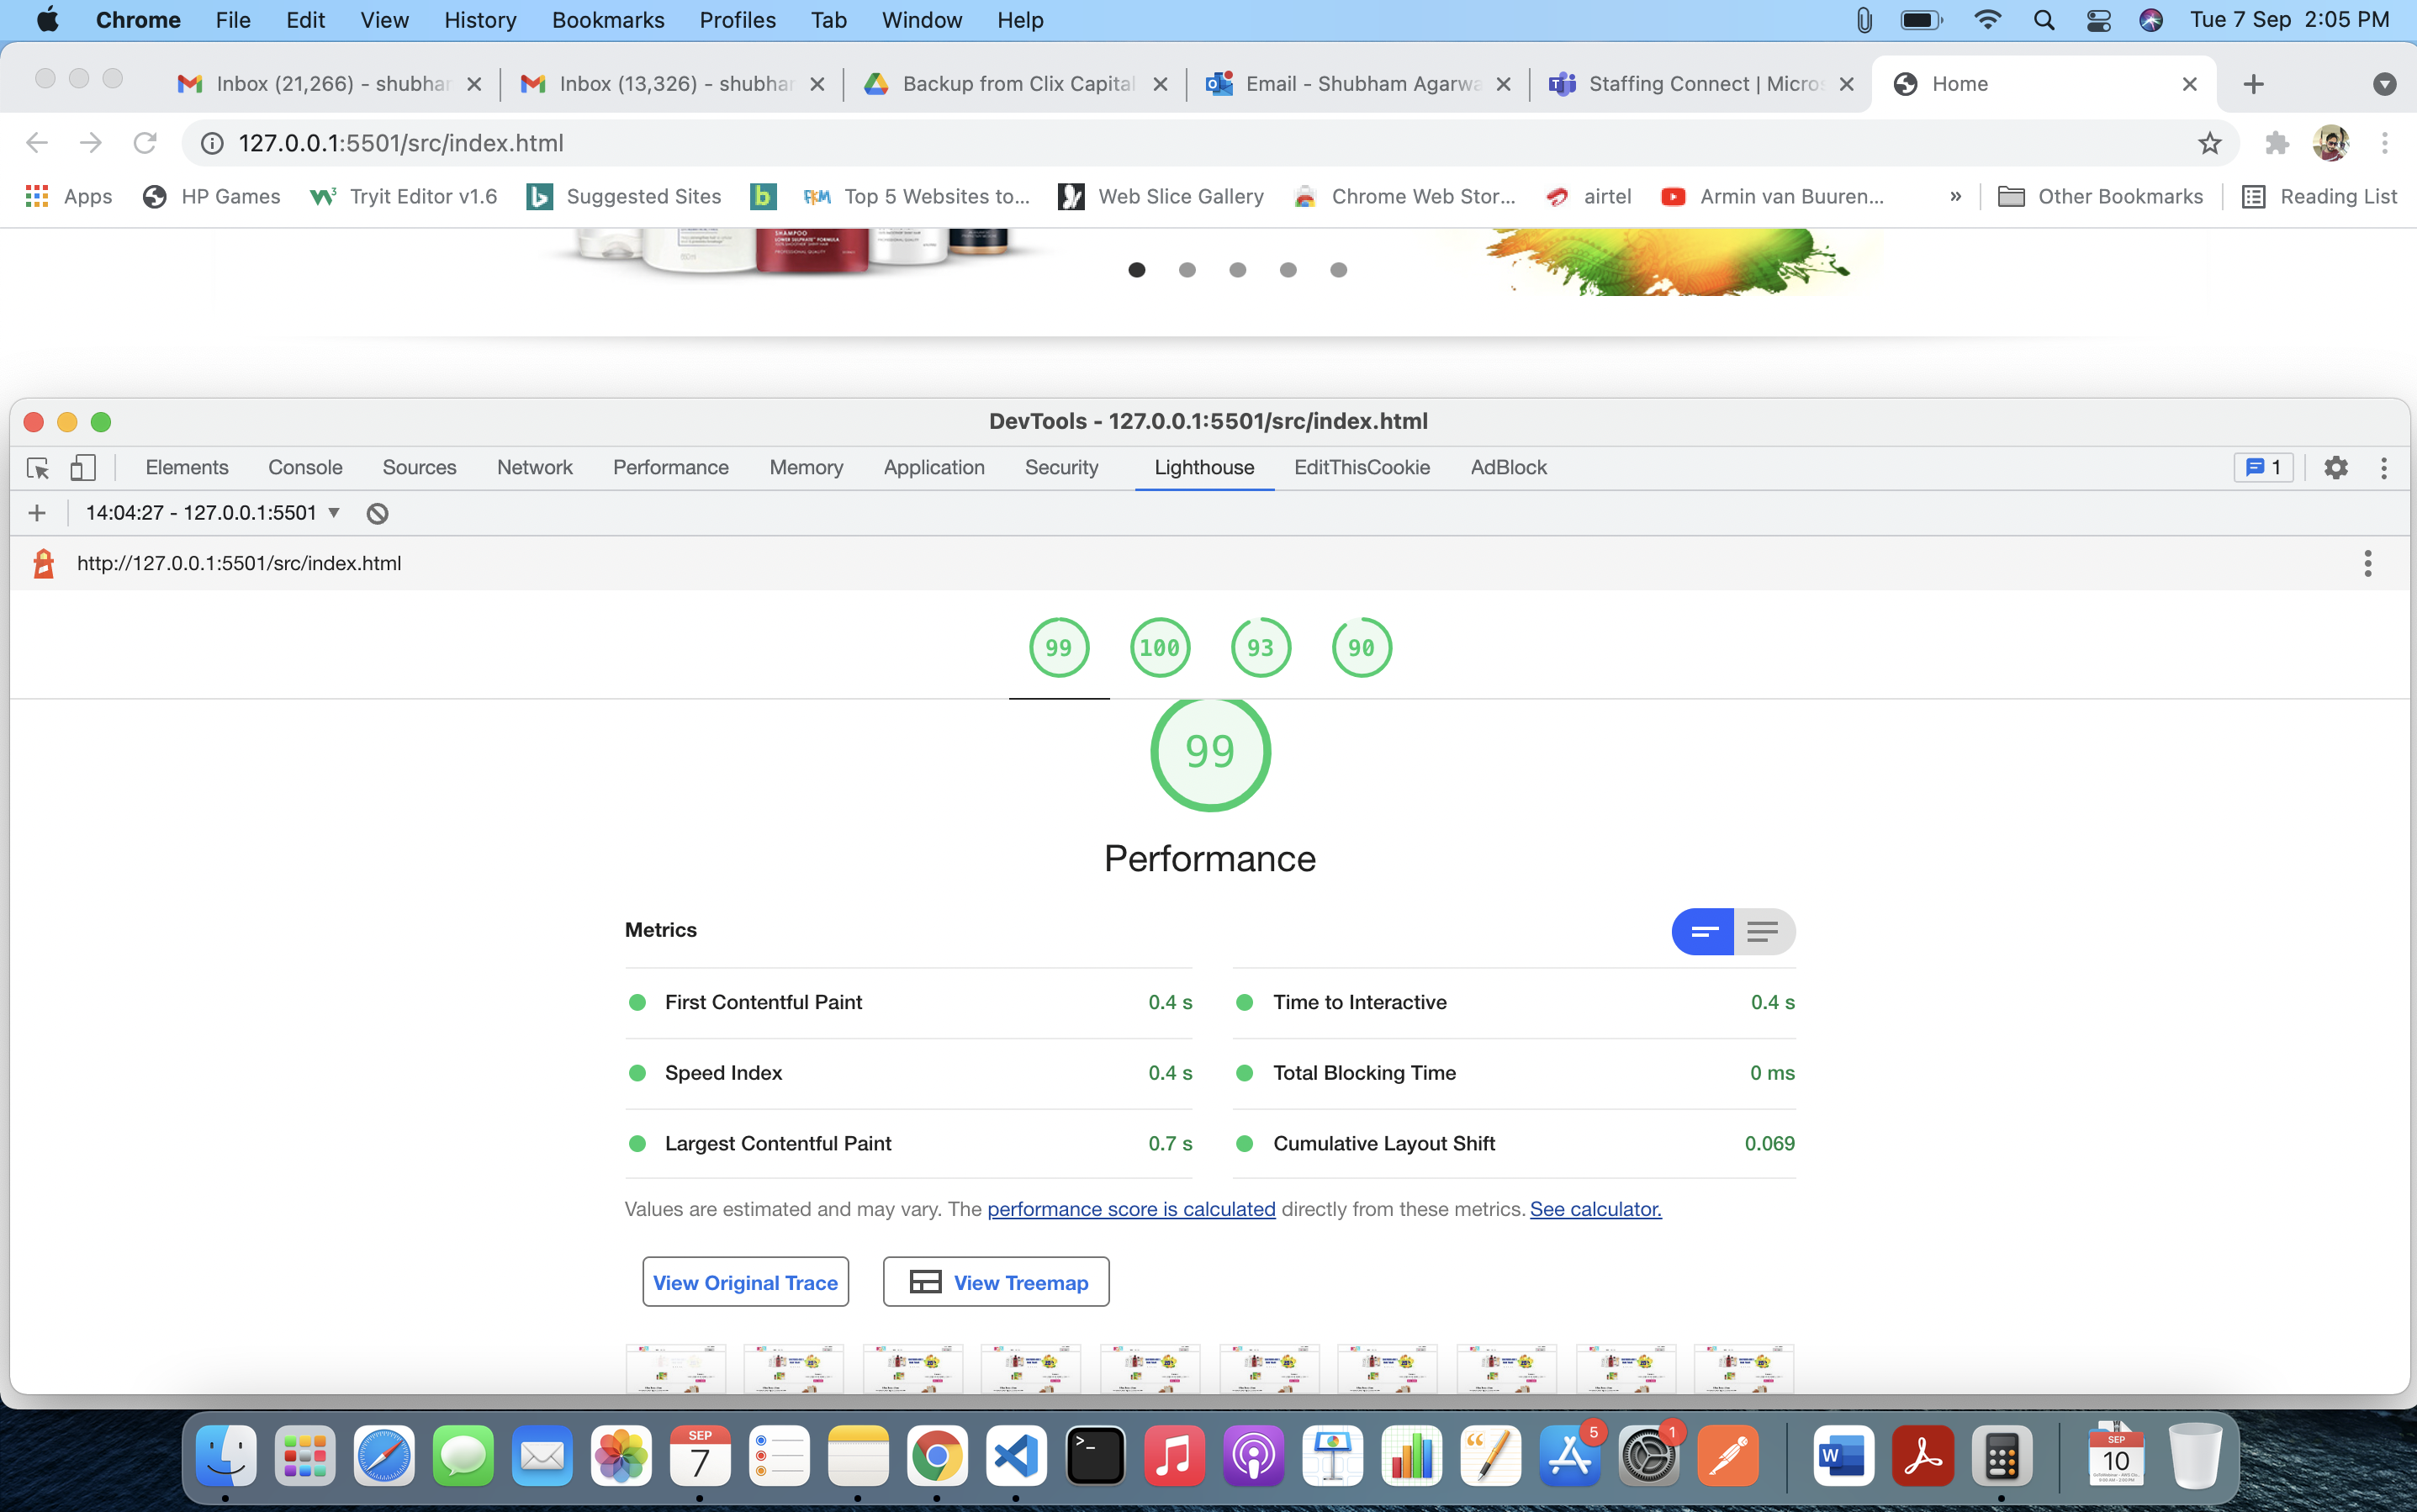 Chrome File Edit View History Bookmarks Profiles Tab Window Help Tue 7 Sep 2:05 PM
Inbox (21,266) - shubhar Inbox (13,326) - shubhar Backup from Clix Capital Email - Shubham Agarwa Staffing Connect | Micros Home
127.0.0.1:5501/src/index.html
Apps HP Games Tryit Editor v1.6 Suggested Sites Top 5 Websites to... Web Slice Gallery Chrome Web Stor... airtel Armin van Buuren... » Other Bookmarks Reading List
SHAMPOO
LOWER SULPHATE FORMULA
DevTools - 127.0.0.1:5501/src/index.html
Elements Console Sources Network Performance Memory Application Security Lighthouse EditThisCookie AdBlock 1
14:04:27 - 127.0.0.1:5501
http://127.0.0.1:5501/src/index.html
99 100 93 90
99
Performance
Metrics
First Contentful Paint 0.4 s Time to Interactive 0.4 s
Speed Index 0.4 s Total Blocking Time 0 ms
Largest Contentful Paint 0.7 s Cumulative Layout Shift 0.069
Values are estimated and may vary. The performance score is calculated directly from these metrics. See calculator.
View Original Trace View Treemap
SEP 5 1 SEP
7 10